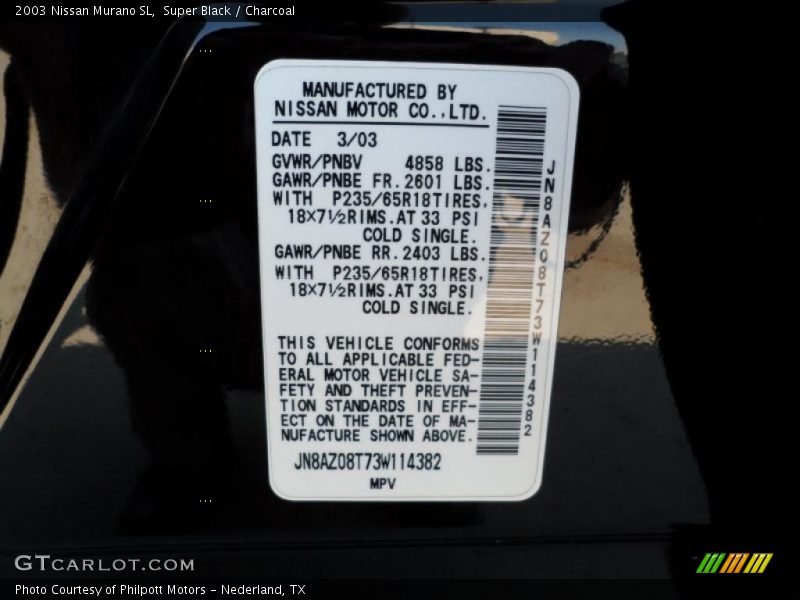 2003 Nissan Murano SL,  Super Black / Charcoal
MANUFACTURED BY
NISSAN MOTOR CO.,LTD.
DATE 3/03
GVWR/PNBV 4858 LBS.
GAWR/PNBE FR.2601 LBS.
WITH P235/65R18TIRES,
18×7½RIMS.AT 33 PSI
COLD SINGLE.
GAWR/PNBE RR.2403 LBS.
WITH P235/65R18TIRES,
18×7½RIMS.AT 33 PSI
COLD SINGLE.
THIS VEHICLE CONFORMS
TO ALL APPLICABLE FED-
ERAL MOTOR VEHICLE SA-
FETY AND THEFT PREVEN-
TION STANDARDS IN EFF-
ECT ON THE DATE OF MA-
NUFACTURE SHOWN ABOVE.
JN8AZ08T73W114382
MPV
JN8AZ08T73W114382
GTCARLOT.COM
Photo Courtesy of Philpott Motors - Nederland, TX